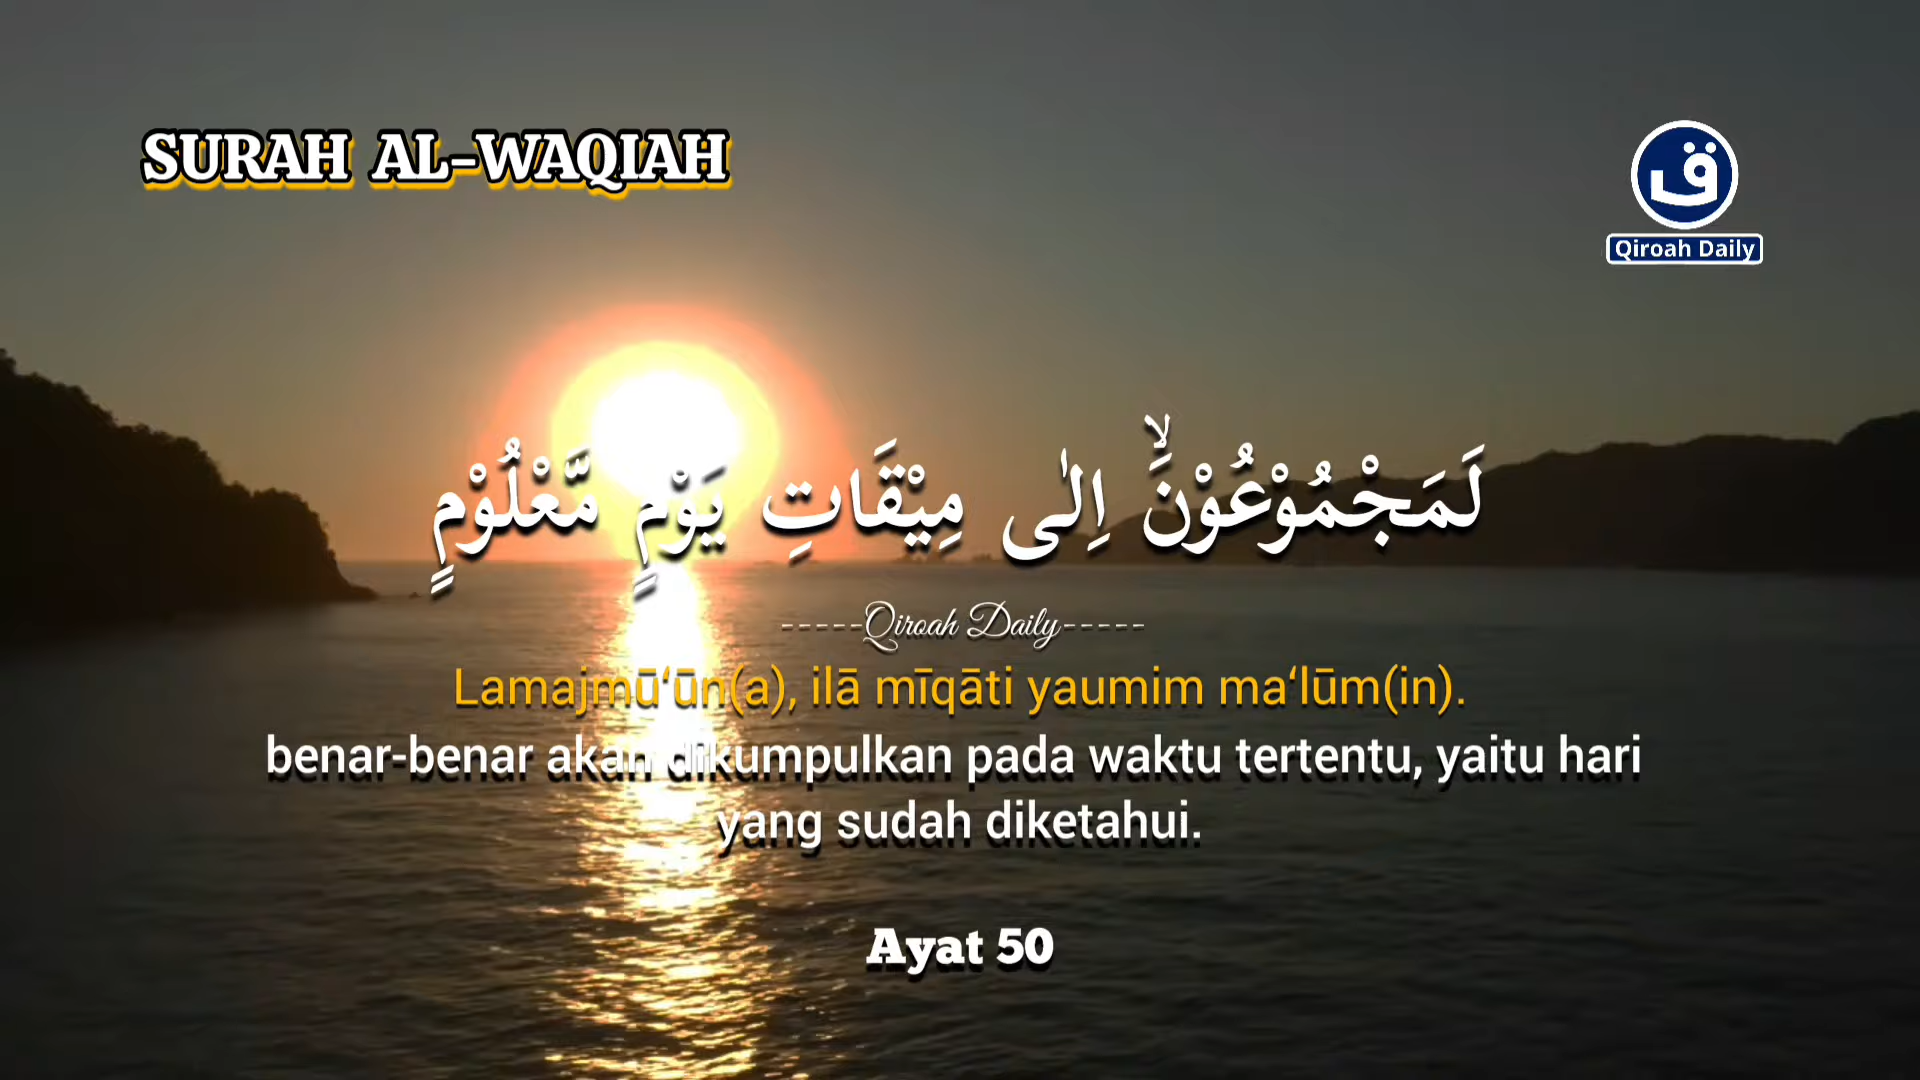 SURAH AL-WAQIAH
ق
Qiroah Daily
لَمَجْمُوْعُوْنَۙ اِلٰى مِيْقَاتِ يَوْمٍ مَّعْلُوْمٍ
-----Qiroah Daily-----
Lamajmū‘ūn(a), ilā mīqāti yaumim ma‘lūm(in).
benar-benar akan dikumpulkan pada waktu tertentu, yaitu hari
yang sudah diketahui.
Ayat 50